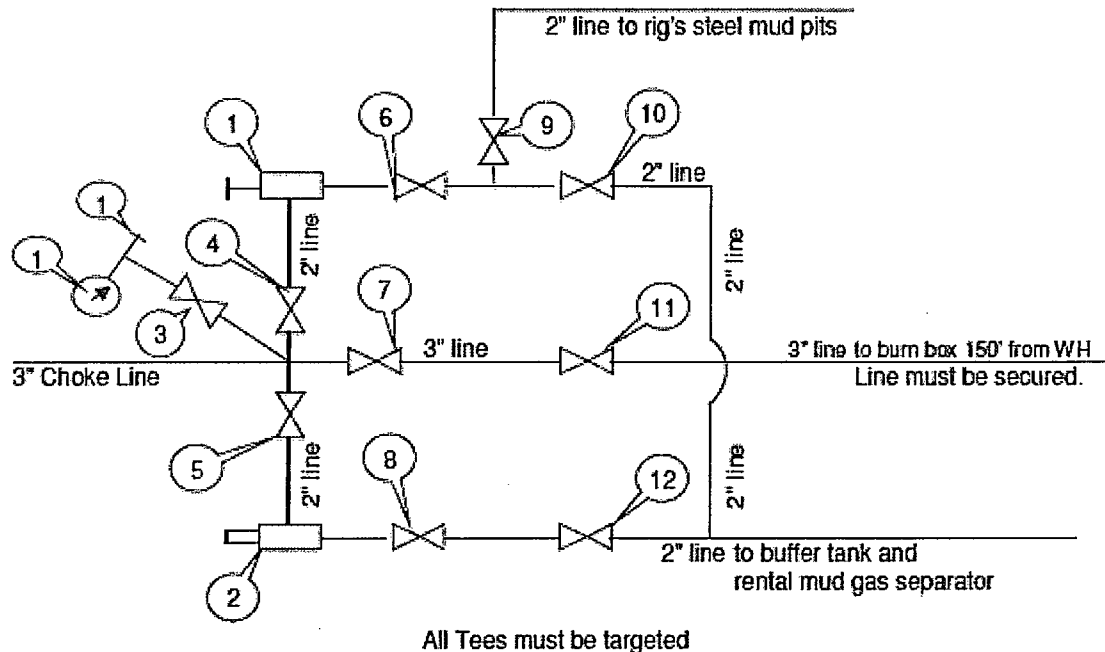 2" line to rig's steel mud pits
1
6
9
10
2" line
1
1
4
2" line
2" line
3
7
11
3" line
3" line to burn box 150' from WH
3" Choke Line
Line must be secured.
5
8
12
2" line
2" line
2" line to buffer tank and
rental mud gas separator
2
All Tees must be targeted